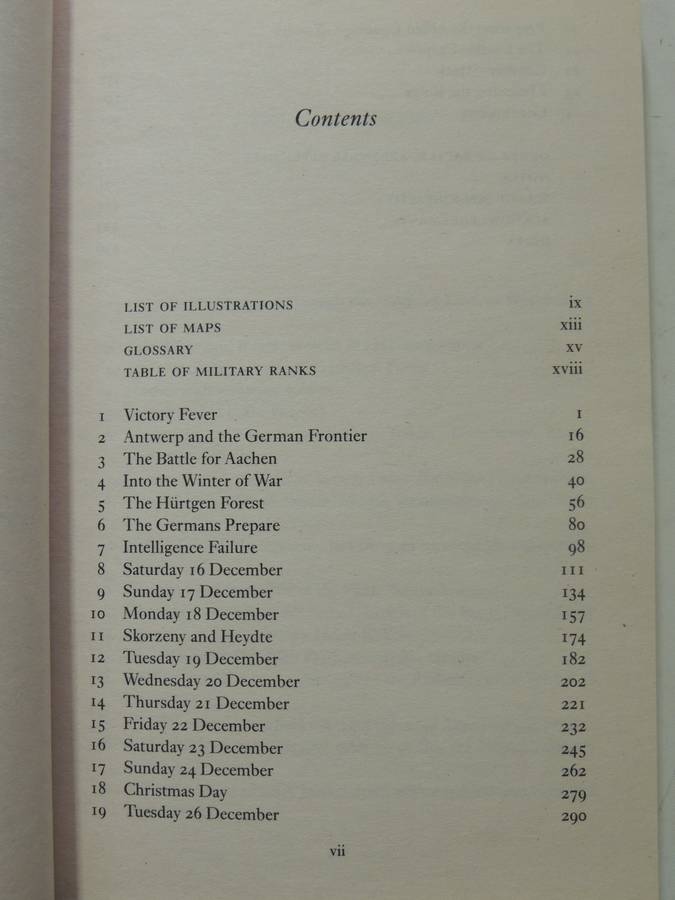 Contents
LIST OF ILLUSTRATIONS ix
LIST OF MAPS xiii
GLOSSARY xv
TABLE OF MILITARY RANKS xviii
1 Victory Fever 1
2 Antwerp and the German Frontier 16
3 The Battle for Aachen 28
4 Into the Winter of War 40
5 The Hürtgen Forest 56
6 The Germans Prepare 80
7 Intelligence Failure 98
8 Saturday 16 December 111
9 Sunday 17 December 134
10 Monday 18 December 157
11 Skorzeny and Heydte 174
12 Tuesday 19 December 182
13 Wednesday 20 December 202
14 Thursday 21 December 221
15 Friday 22 December 232
16 Saturday 23 December 245
17 Sunday 24 December 262
18 Christmas Day 279
19 Tuesday 26 December 290
vii